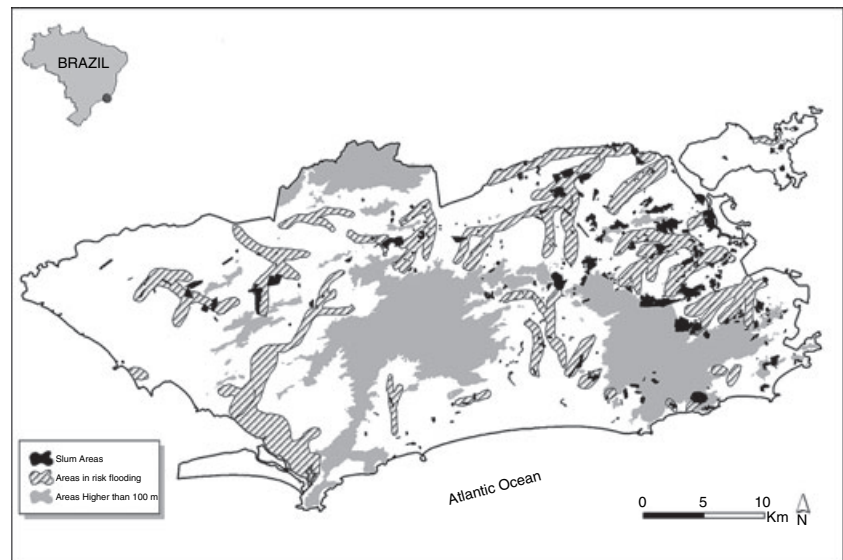 BRAZIL
Slum Areas
Areas in risk flooding
Areas Higher than 100 m
Atlantic Ocean
0 5 10
Km N